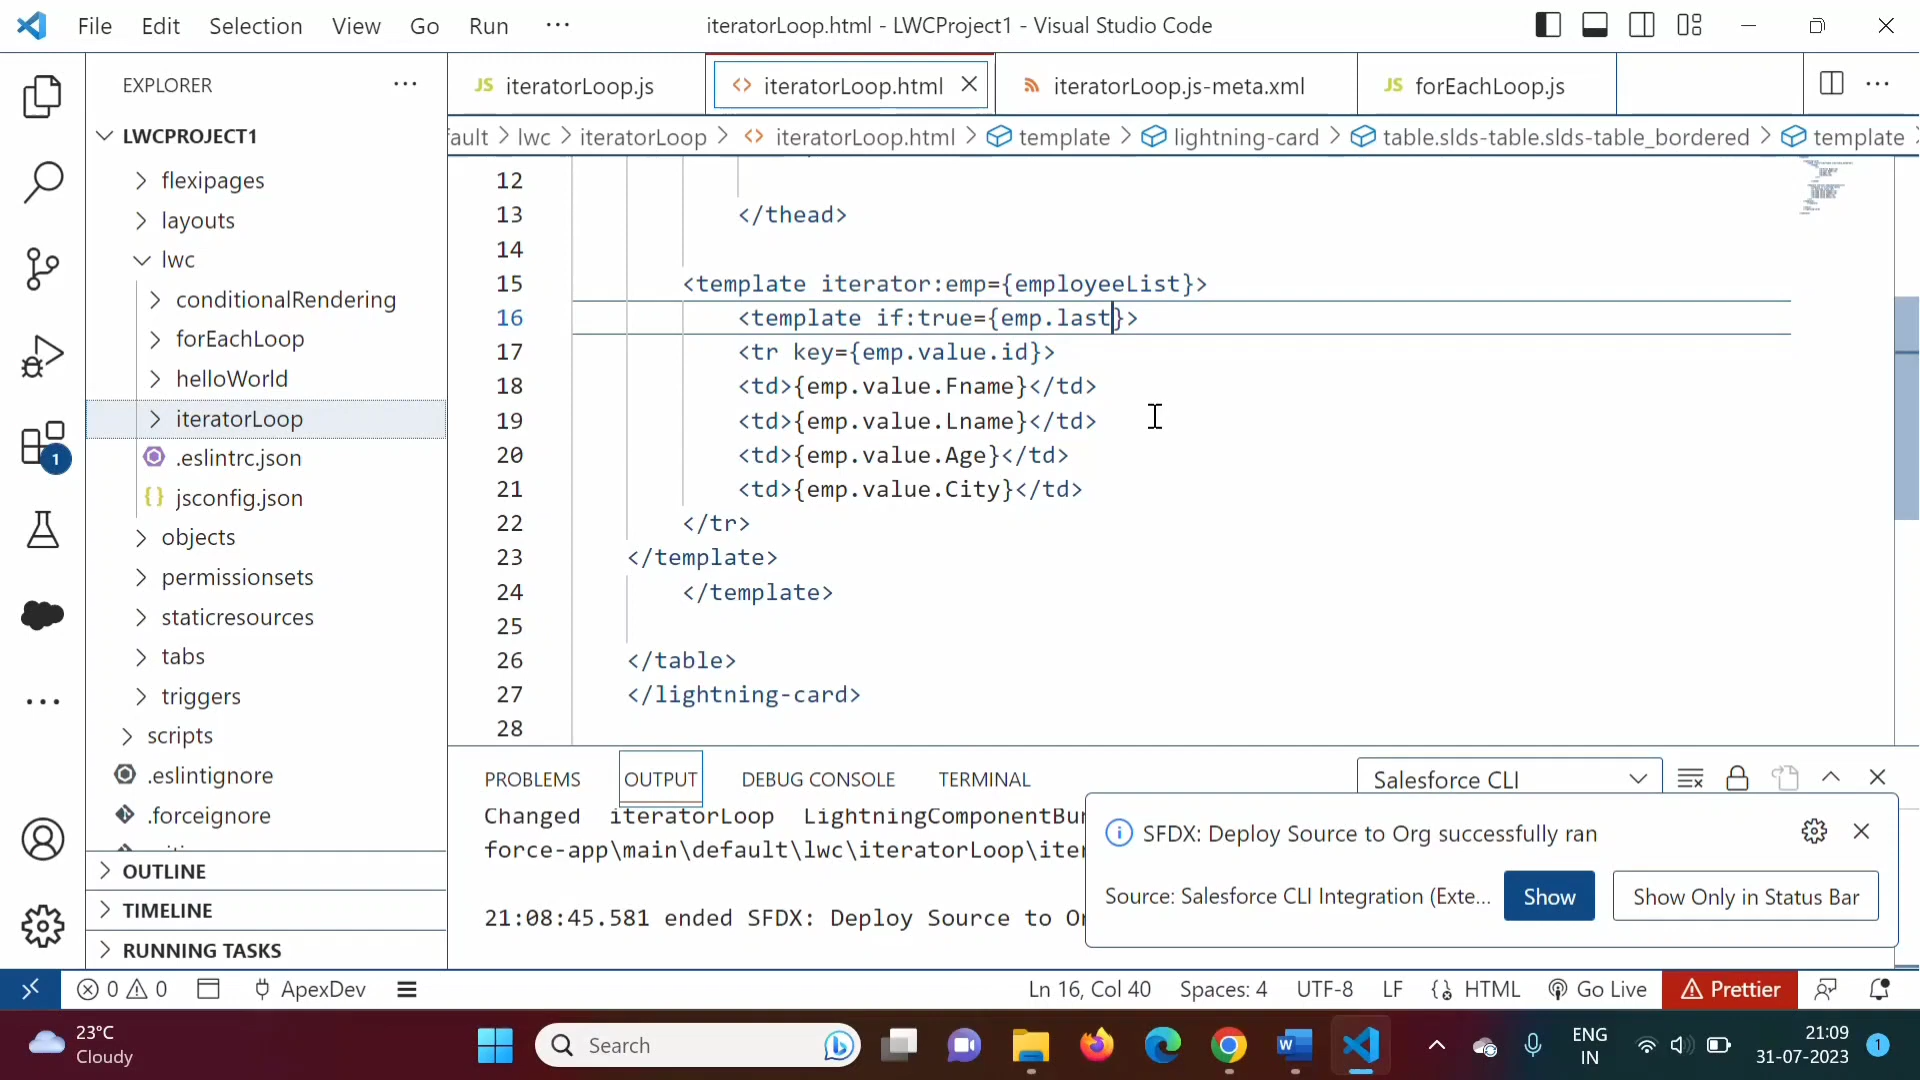 File Edit Selection View Go Run ··· iteratorLoop.html - LWCProject1 - Visual Studio Code
EXPLORER ···
JS iteratorLoop.js
<> iteratorLoop.html
iteratorLoop.js-meta.xml
JS forEachLoop.js
fault > lwc > iteratorLoop > <> iteratorLoop.html > template > lightning-card > table.slds-table.slds-table_bordered > template >
LWCPROJECT1
flexipages
layouts
lwc
conditionalRendering
forEachLoop
helloWorld
iteratorLoop
.eslintrc.json
{} jsconfig.json
objects
permissionsets
staticresources
tabs
triggers
scripts
.eslintignore
.forceignore
OUTLINE
TIMELINE
RUNNING TASKS
1
12
13 </thead>
14
15 <template iterator:emp={employeeList}>
16 <template if:true={emp.last}>
17 <tr key={emp.value.id}>
18 <td>{emp.value.Fname}</td>
19 <td>{emp.value.Lname}</td>
20 <td>{emp.value.Age}</td>
21 <td>{emp.value.City}</td>
22 </tr>
23 </template>
24 </template>
25
26 </table>
27 </lightning-card>
28
PROBLEMS OUTPUT DEBUG CONSOLE TERMINAL Salesforce CLI
Changed iteratorLoop LightningComponentBu
force-app\main\default\lwc\iteratorLoop\ite
21:08:45.581 ended SFDX: Deploy Source to O
SFDX: Deploy Source to Org successfully ran
Source: Salesforce CLI Integration (Exte... Show Show Only in Status Bar
0 0 ApexDev Ln 16, Col 40 Spaces: 4 UTF-8 LF HTML Go Live Prettier
23°C
Cloudy
Search
ENG
IN
21:09
31-07-2023
1